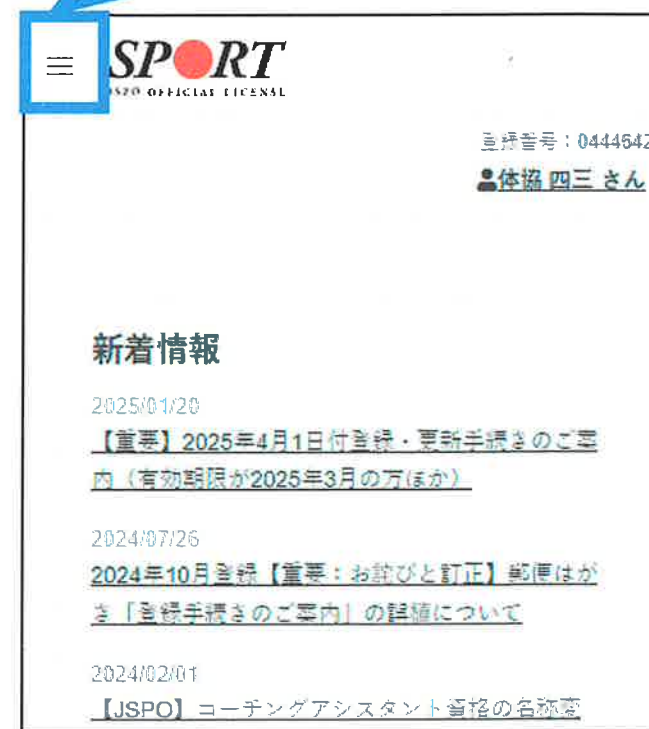 SPORT
JSPO OFFICIAL LICENSE
登録番号：0444642
体協 四三 さん
新着情報
2025/01/20
【重要】2025年4月1日付登録・更新手続きのご案
内（有効期限が2025年3月の方ほか）
2024/07/26
2024年10月登録【重要：お詫びと訂正】郵便はが
き「登録手続きのご案内」の誤植について
2024/02/01
【JSPO】コーチングアシスタント資格の名称変